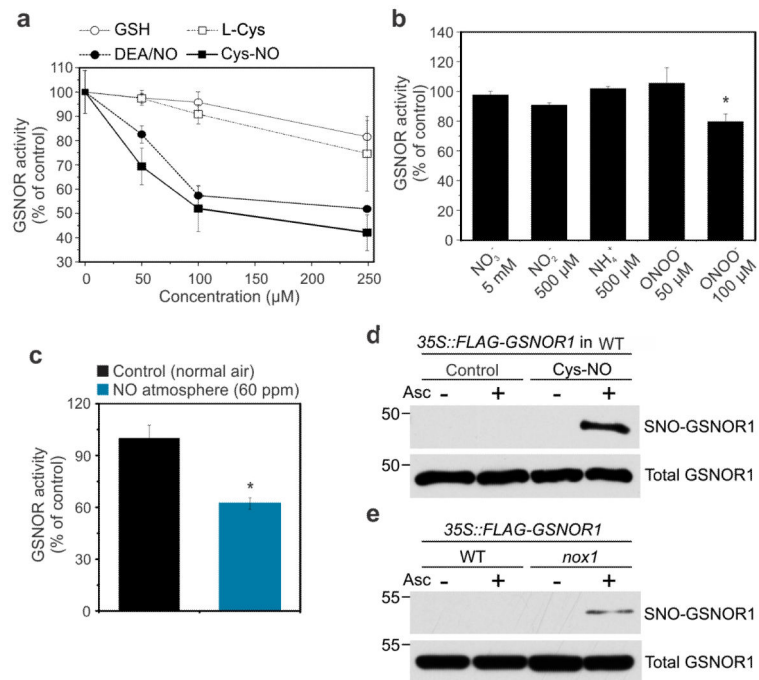 a
GSH
L-Cys
DEA/NO
Cys-NO
GSNOR activity
(% of control)
110
100
90
80
70
60
50
40
30
0
50
100
150
200
250
Concentration (µM)
b
GSNOR activity
(% of control)
140
120
100
80
60
40
20
0
*
NO₃⁻
5 mM
NO₂⁻
500 µM
NH₄⁺
500 µM
ONOO⁻
50 µM
ONOO⁻
100 µM
c
Control (normal air)
NO atmosphere (60 ppm)
GSNOR activity
(% of control)
120
90
60
30
0
*
d
35S::FLAG-GSNOR1 in WT
Control Cys-NO
Asc - + - +
50 SNO-GSNOR1
50 Total GSNOR1
e
35S::FLAG-GSNOR1
WT nox1
Asc - + - +
55 SNO-GSNOR1
55 Total GSNOR1